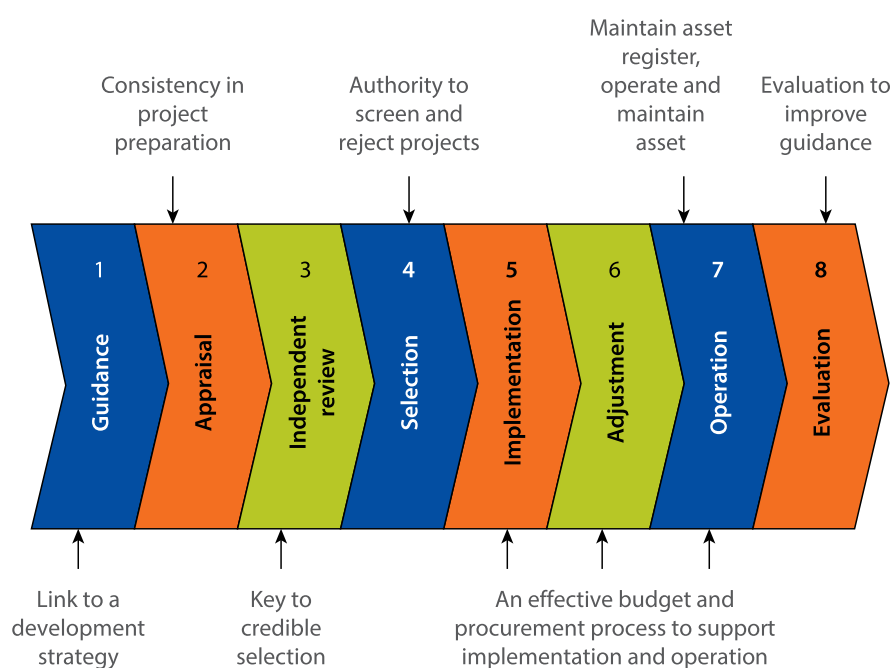 Consistency in
project
preparation
Authority to
screen and
reject projects
Maintain asset
register,
operate and
maintain
asset
Evaluation to
improve
guidance
1
Guidance
2
Appraisal
3
Independent
review
4
Selection
5
Implementation
6
Adjustment
7
Operation
8
Evaluation
Link to a
development
strategy
Key to
credible
selection
An effective budget and
procurement process to support
implementation and operation